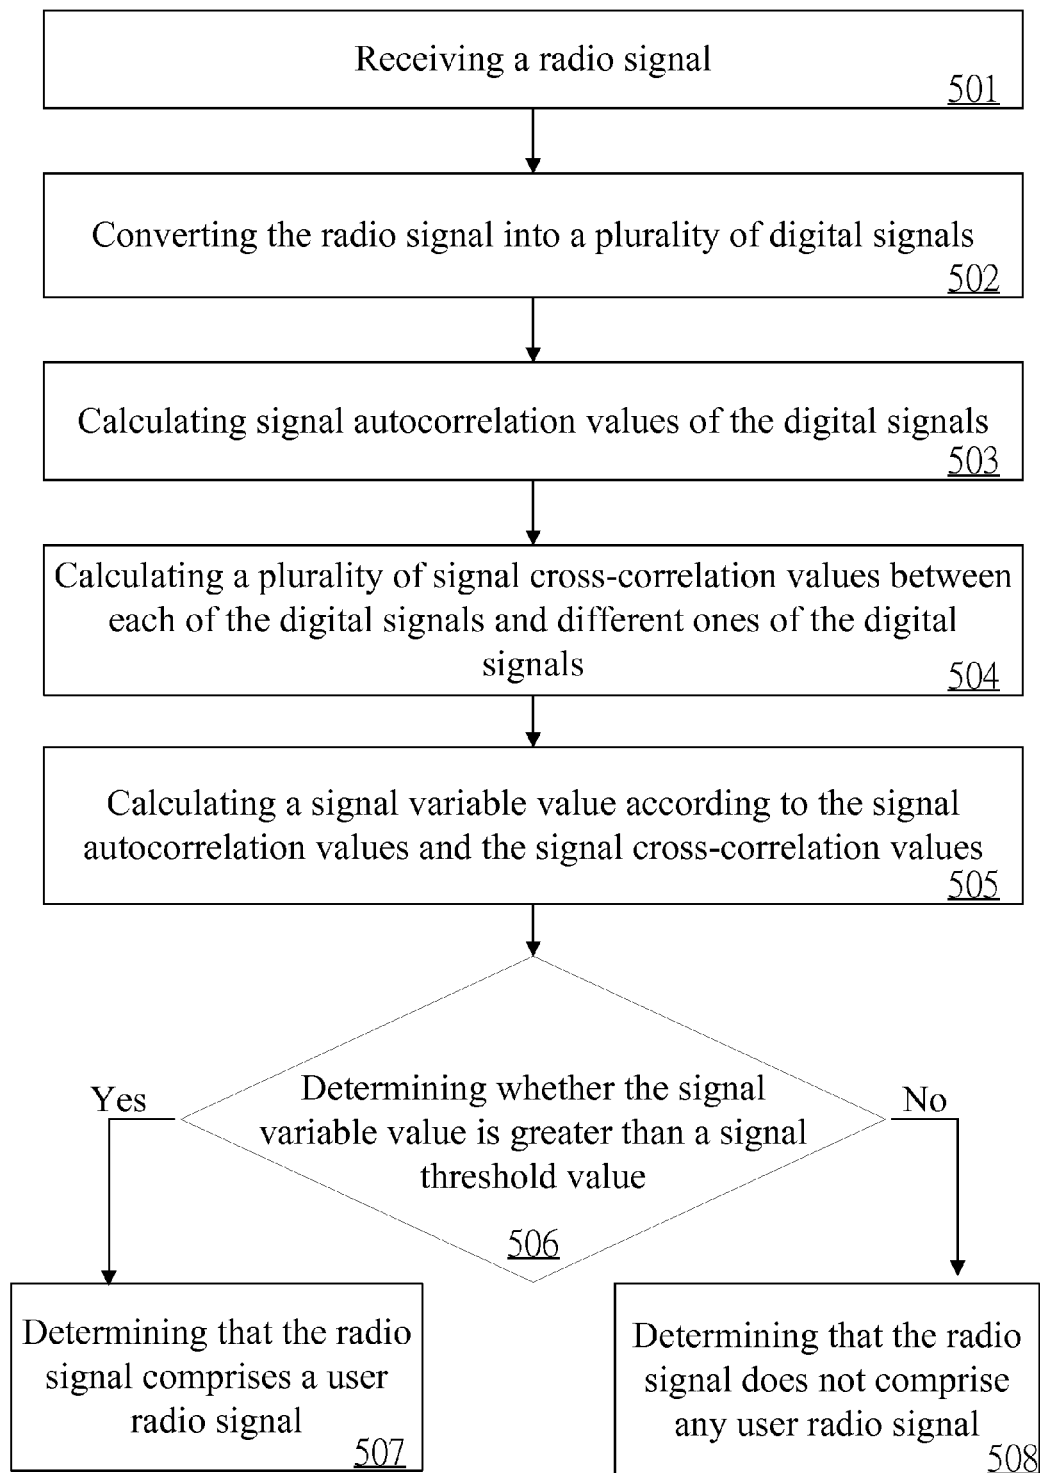 Receiving a radio signal
501
Converting the radio signal into a plurality of digital signals
502
Calculating signal autocorrelation values of the digital signals
503
Calculating a plurality of signal cross-correlation values between
each of the digital signals and different ones of the digital
signals
504
Calculating a signal variable value according to the signal
autocorrelation values and the signal cross-correlation values
505
Determining whether the signal
variable value is greater than a signal
threshold value
506
Yes
No
Determining that the radio
signal comprises a user
radio signal
507
Determining that the radio
signal does not comprise
any user radio signal
508